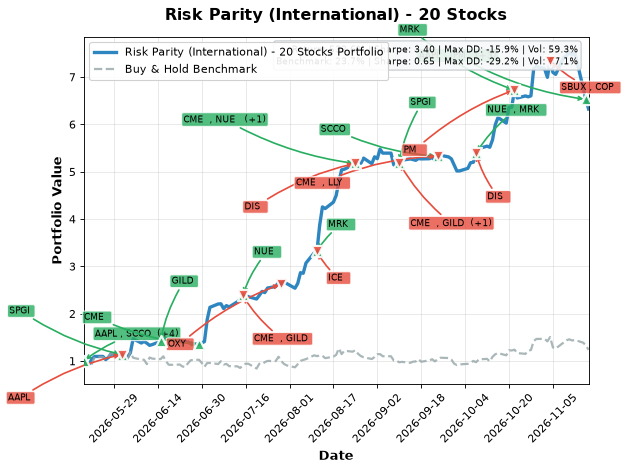 Risk Parity (International) - 20 Stocks
MRK
Risk Parity (International) - 20 Stocks Portfolio
Buy & Hold Benchmark
Sharpe: 3.40 | Max DD: -15.9% | Vol: 59.3%
Benchmark: 23.7% | Sharpe: 0.65 | Max DD: -29.2% | Vol: 7.1%
SBUX, COP
SPGI
NUE , MRK
CME , NUE (+1)
SCCO
PM
CME , LLY
DIS
DIS
CME , GILD (+1)
MRK
NUE
ICE
GILD
SPGI
CME
AAPL, SCCO (+4)
OXY
CME , GILD
AAPL
Portfolio Value
7
6
5
4
3
2
1
2026-05-29
2026-06-14
2026-06-30
2026-07-16
2026-08-01
2026-08-17
2026-09-02
2026-09-18
2026-10-04
2026-10-20
2026-11-05
Date